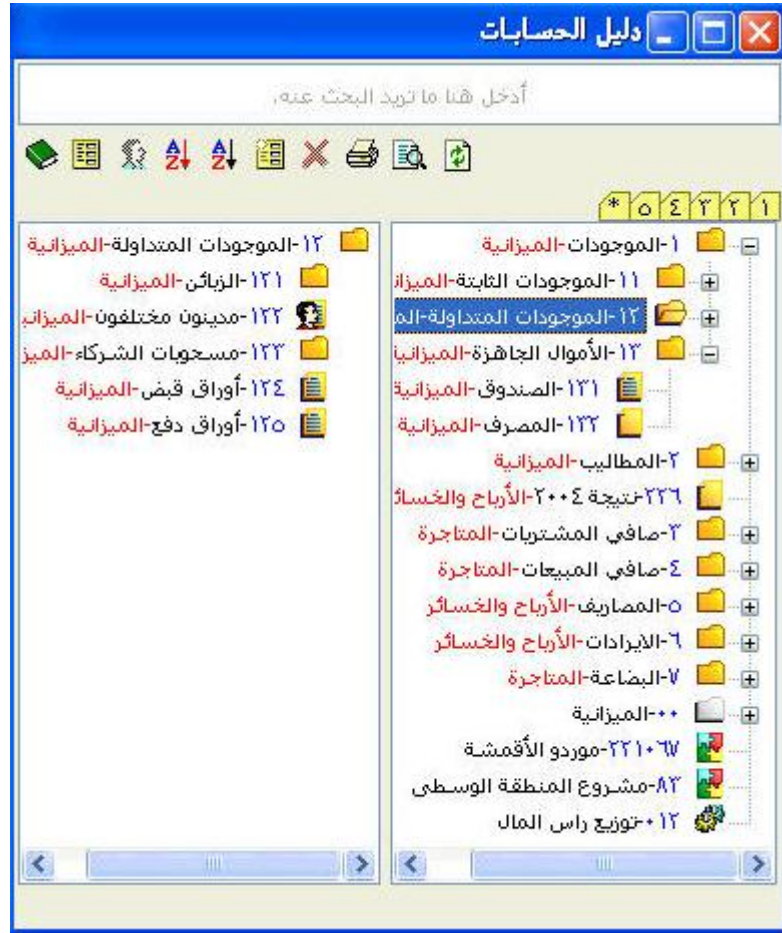 دليل الحسابات
أدخل هنا ما تريد البحث عنه.
١ ٢ ٣ ٤ ٥ *
١-الموجودات-الميزانية
١١-الموجودات الثابتة-الميزان
١٢-الموجودات المتداولة-الم
١٣-الأموال الجاهزة-الميزانية
١٣١-الصندوق-الميزانية
١٣٢-المصرف-الميزانية
٢-المطاليب-الميزانية
٢٢٦-نتيجة ٢٠٠٤-الأرباح والخسائ
٣-صافي المشتريات-المتاجرة
٤-صافي المبيعات-المتاجرة
٥-المصاريف-الأرباح والخسائر
٦-الايرادات-الأرباح والخسائر
٧-البضاعة-المتاجرة
٠٠-الميزانية
٢٢١٠٦٧-موردو الأقمشة
٨٣-مشروع المنطقة الوسطى
٠١٢-توزيع راس المال
١٢-الموجودات المتداولة-الميزانية
١٢١-الزبائن-الميزانية
١٢٢-مدينون مختلفون-الميزاني
١٢٣-مسحوبات الشركاء-الميز
١٢٤-أوراق قبض-الميزانية
١٢٥-أوراق دفع-الميزانية